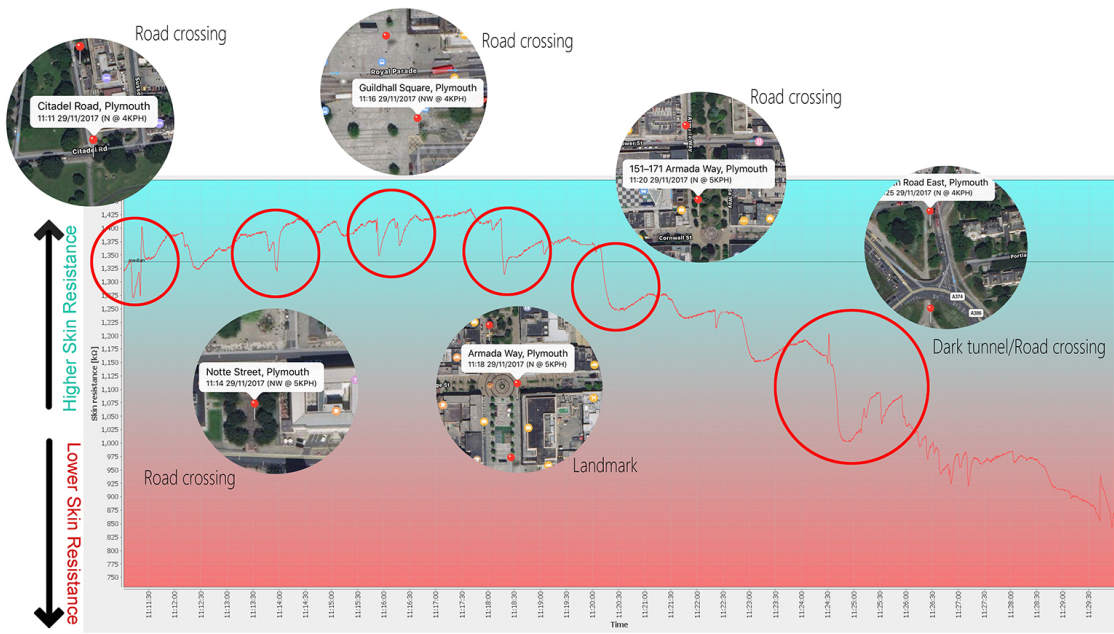 Road crossing
Citadel Road, Plymouth
11:11 29/11/2017 (N @ 4KPH)
Citadel Rd
Road crossing
Royal Parade
Guildhall Square, Plymouth
11:16 29/11/2017 (NW @ 4KPH)
Road crossing
151–171 Armada Way, Plymouth
11:20 29/11/2017 (N @ 5KPH)
Cornwall St
n Road East, Plymouth
:25 29/11/2017 (N @ 4KPH)
A374
A386
Dark tunnel/Road crossing
Notte Street, Plymouth
11:14 29/11/2017 (NW @ 5KPH)
Road crossing
Armada Way, Plymouth
11:18 29/11/2017 (N @ 5KPH)
Landmark
Higher Skin Resistance
Lower Skin Resistance
Skin resistance [kΩ]
median
1,425
1,400
1,375
1,350
1,325
1,300
1,275
1,250
1,225
1,200
1,175
1,150
1,125
1,100
1,075
1,050
1,025
1,000
975
950
925
900
875
850
825
800
775
750
11:11:30
11:12:00
11:12:30
11:13:00
11:13:30
11:14:00
11:14:30
11:15:00
11:15:30
11:16:00
11:16:30
11:17:00
11:17:30
11:18:00
11:18:30
11:19:00
11:19:30
11:20:00
11:20:30
11:21:00
11:21:30
11:22:00
11:22:30
11:23:00
11:23:30
11:24:00
11:24:30
11:25:00
11:25:30
11:26:00
11:26:30
11:27:00
11:27:30
11:28:00
11:28:30
11:29:00
11:29:30
Time